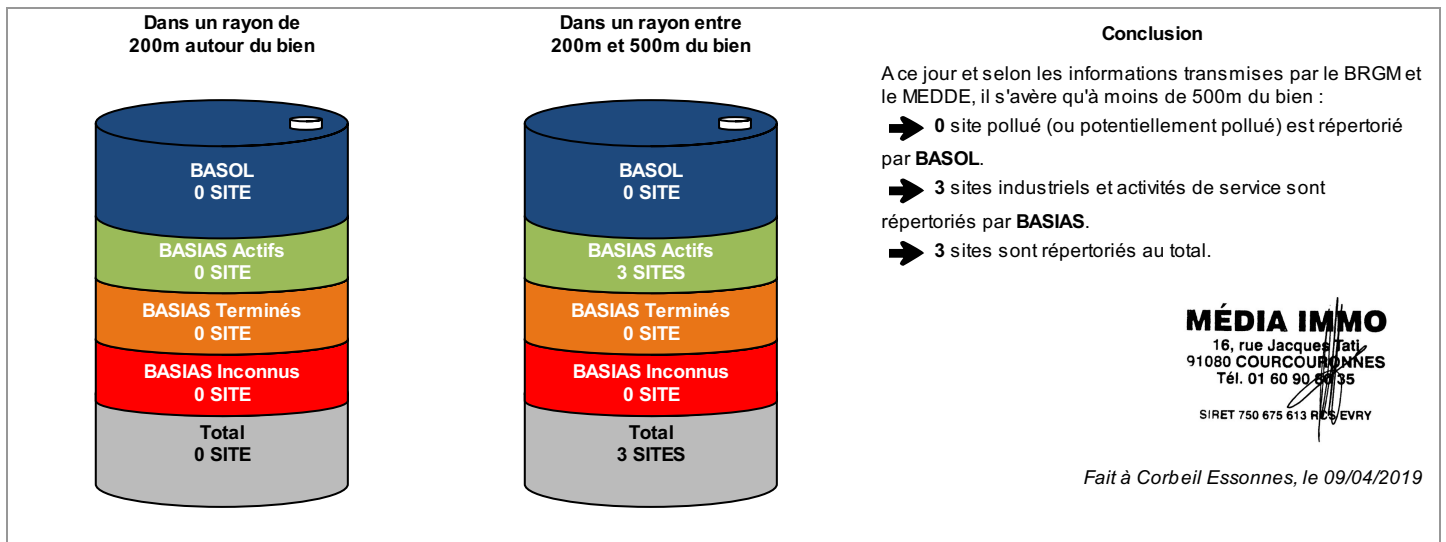 Dans un rayon de
200m autour du bien
BASOL
0 SITE
BASIAS Actifs
0 SITE
BASIAS Terminés
0 SITE
BASIAS Inconnus
0 SITE
Total
0 SITE
Dans un rayon entre
200m et 500m du bien
BASOL
0 SITE
BASIAS Actifs
3 SITES
BASIAS Terminés
0 SITE
BASIAS Inconnus
0 SITE
Total
3 SITES
Conclusion
A ce jour et selon les informations transmises par le BRGM et
le MEDDE, il s'avère qu'à moins de 500m du bien :
0 site pollué (ou potentiellement pollué) est répertorié
par BASOL.
3 sites industriels et activités de service sont
répertoriés par BASIAS.
3 sites sont répertoriés au total.
MÉDIA IMMO
16, rue Jacques Tati
91080 COURCOURONNES
Tél. 01 60 90 35
SIRET 750 675 613 RCS EVRY
Fait à Corbeil Essonnes, le 09/04/2019